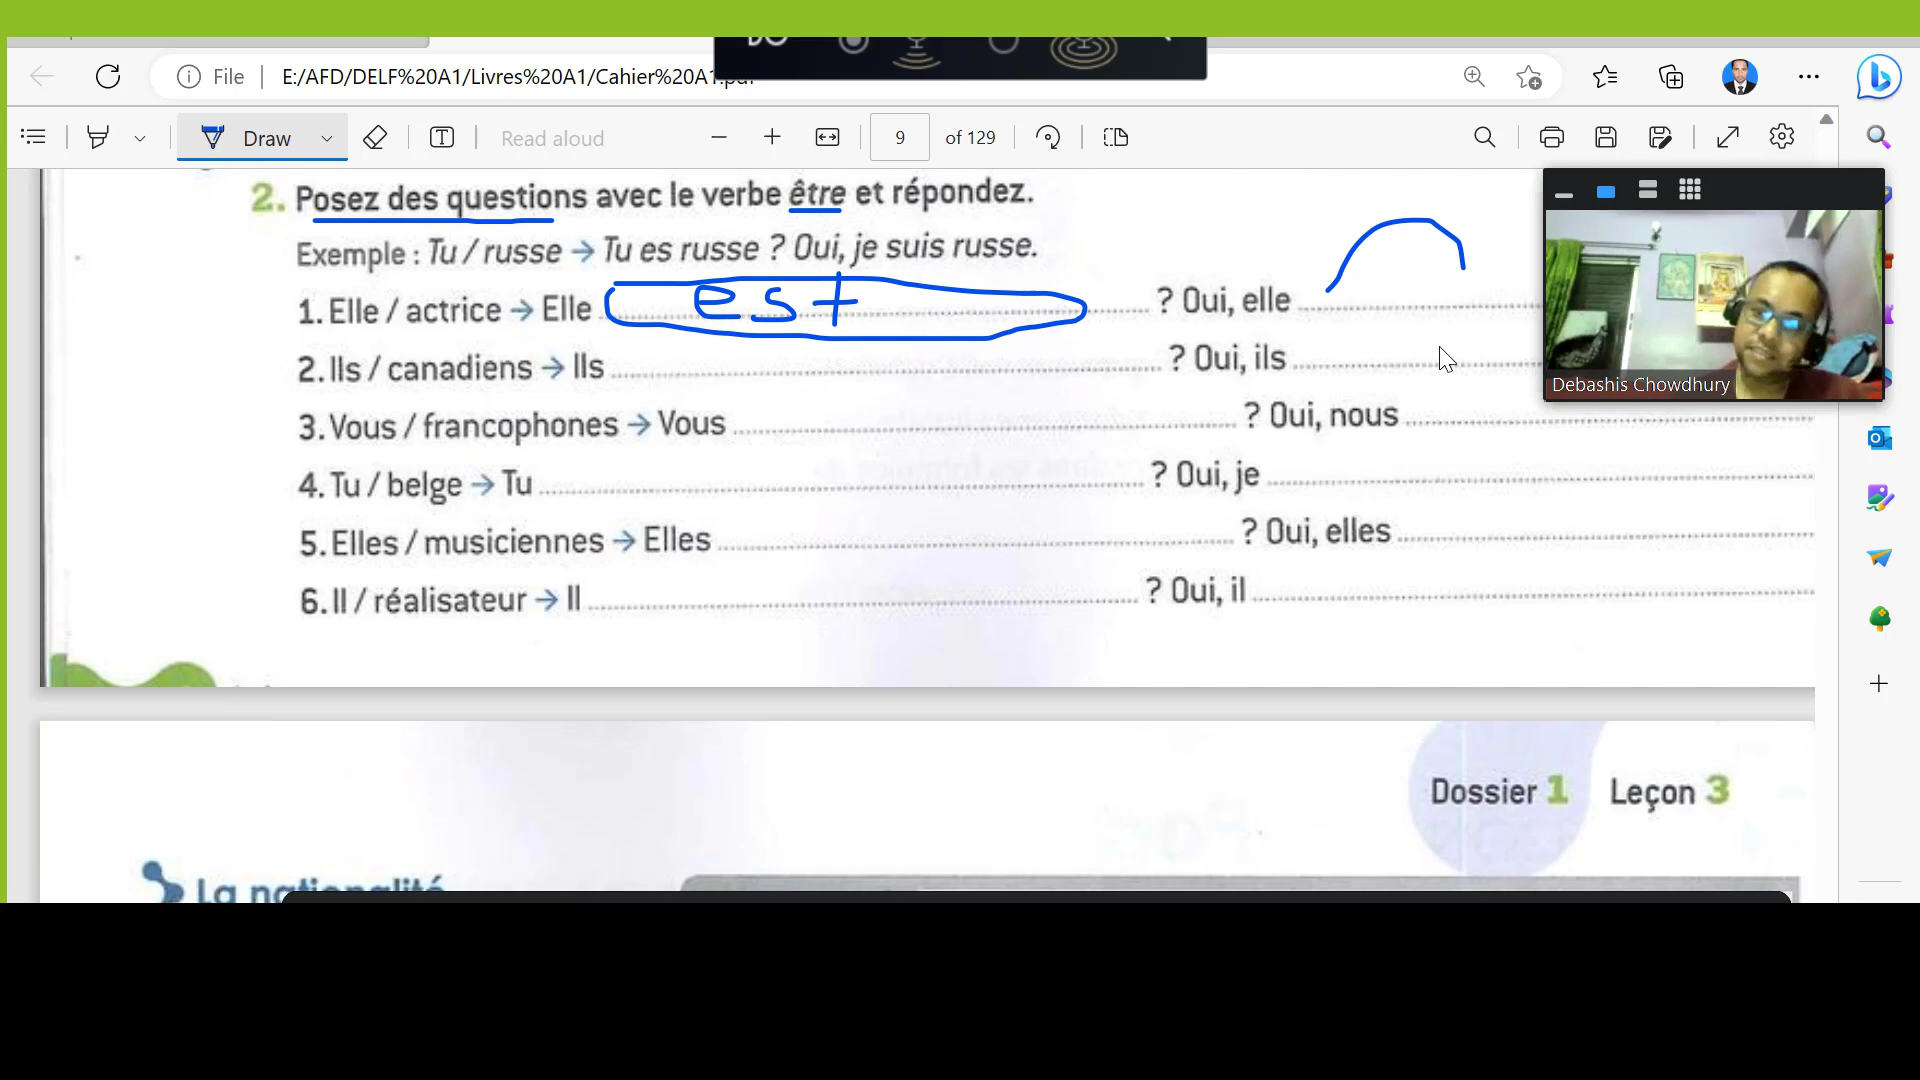 File E:/AFD/DELF%20A1/Livres%20A1/Cahier%20A1.pdf
Draw Read aloud 9 of 129
2. Posez des questions avec le verbe être et répondez.
Exemple : Tu / russe → Tu es russe ? Oui, je suis russe.
1. Elle / actrice → Elle est ? Oui, elle
2. Ils / canadiens → Ils ? Oui, ils
Debashis Chowdhury
3. Vous / francophones → Vous ? Oui, nous
4. Tu / belge → Tu ? Oui, je
5. Elles / musiciennes → Elles ? Oui, elles
6. Il / réalisateur → Il ? Oui, il
Dossier 1 Leçon 3
La nationalité